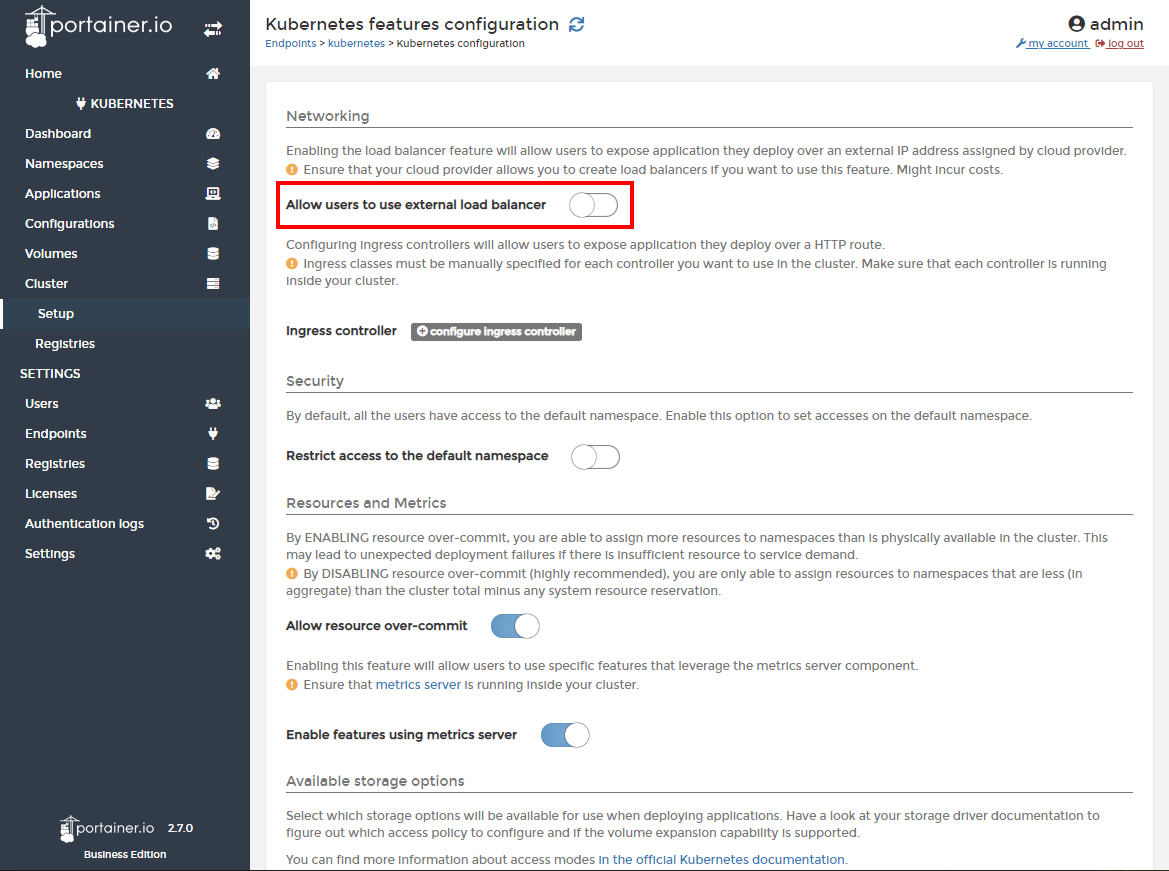 portainer.io
Home
KUBERNETES
Dashboard
Namespaces
Applications
Configurations
Volumes
Cluster
Setup
Registries
SETTINGS
Users
Endpoints
Registries
Licenses
Authentication logs
Settings
portainer.io 2.7.0
Business Edition
Kubernetes features configuration
admin
Endpoints > kubernetes > Kubernetes configuration
my account log out
Networking
Enabling the load balancer feature will allow users to expose application they deploy over an external IP address assigned by cloud provider.
Ensure that your cloud provider allows you to create load balancers if you want to use this feature. Might incur costs.
Allow users to use external load balancer
Configuring ingress controllers will allow users to expose application they deploy over a HTTP route.
Ingress classes must be manually specified for each controller you want to use in the cluster. Make sure that each controller is running
inside your cluster.
Ingress controller configure ingress controller
Security
By default, all the users have access to the default namespace. Enable this option to set accesses on the default namespace.
Restrict access to the default namespace
Resources and Metrics
By ENABLING resource over-commit, you are able to assign more resources to namespaces than is physically available in the cluster. This
may lead to unexpected deployment failures if there is insufficient resource to service demand.
By DISABLING resource over-commit (highly recommended), you are only able to assign resources to namespaces that are less (in
aggregate) than the cluster total minus any system resource reservation.
Allow resource over-commit
Enabling this feature will allow users to use specific features that leverage the metrics server component.
Ensure that metrics server is running inside your cluster.
Enable features using metrics server
Available storage options
Select which storage options will be available for use when deploying applications. Have a look at your storage driver documentation to
figure out which access policy to configure and if the volume expansion capability is supported.
You can find more information about access modes in the official Kubernetes documentation.